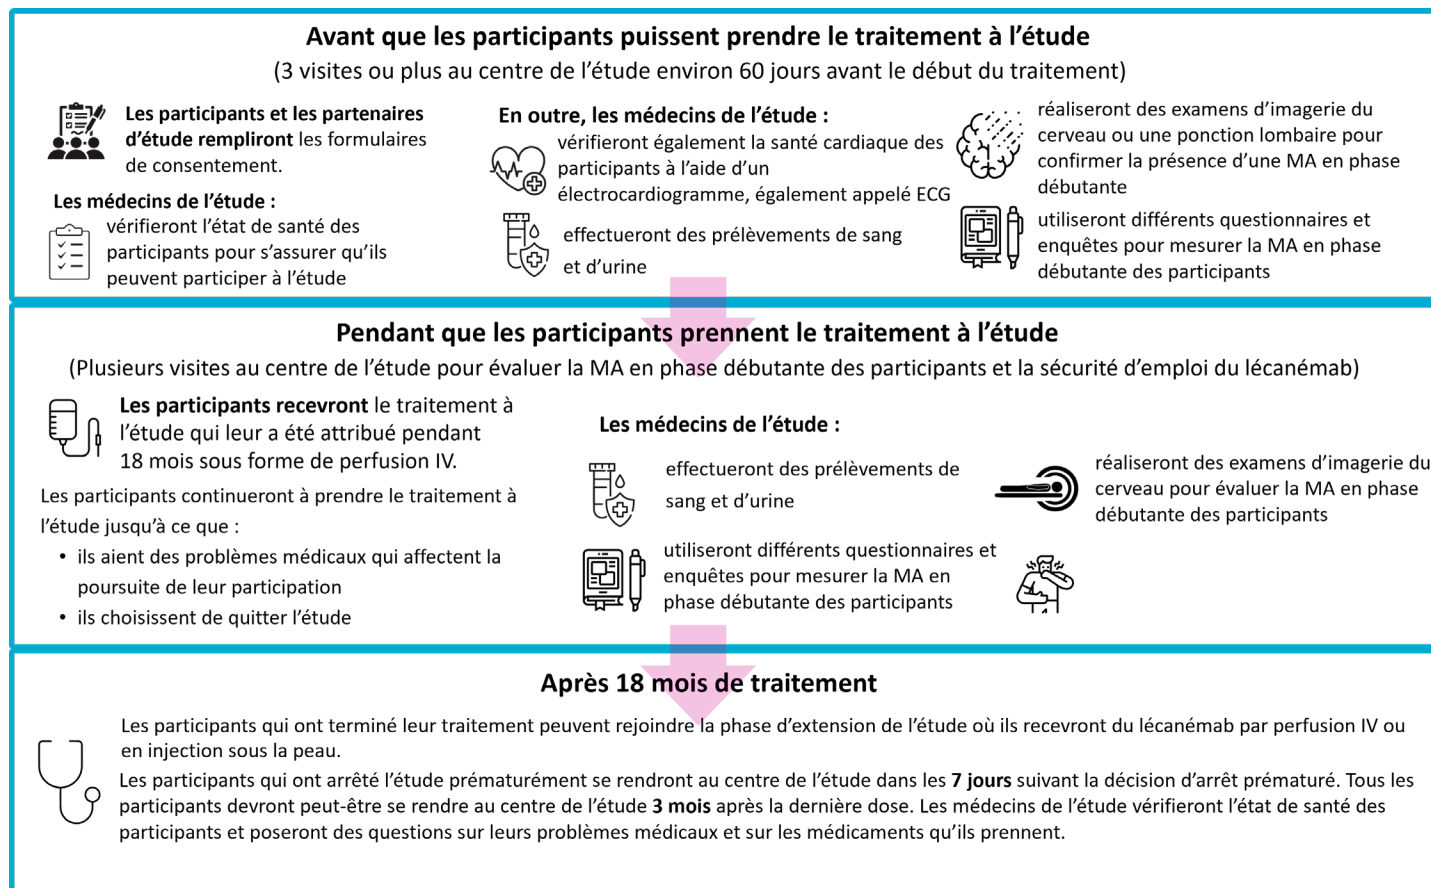 Avant que les participants puissent prendre le traitement à l'étude
(3 visites ou plus au centre de l'étude environ 60 jours avant le début du traitement)
Les participants et les partenaires
d'étude rempliront les formulaires
de consentement.
Les médecins de l'étude :
vérifieront l'état de santé des
participants pour s'assurer qu'ils
peuvent participer à l'étude
En outre, les médecins de l'étude :
vérifieront également la santé cardiaque des
participants à l'aide d'un
électrocardiogramme, également appelé ECG
effectueront des prélèvements de sang
et d'urine
réaliseront des examens d'imagerie du
cerveau ou une ponction lombaire pour
confirmer la présence d'une MA en phase
débutante
utiliseront différents questionnaires et
enquêtes pour mesurer la MA en phase
débutante des participants
Pendant que les participants prennent le traitement à l'étude
(Plusieurs visites au centre de l'étude pour évaluer la MA en phase débutante des participants et la sécurité d'emploi du lécanémab)
Les participants recevront le traitement à
l'étude qui leur a été attribué pendant
18 mois sous forme de perfusion IV.
Les participants continueront à prendre le traitement à
l'étude jusqu'à ce que :
• ils aient des problèmes médicaux qui affectent la
poursuite de leur participation
• ils choisissent de quitter l'étude
Les médecins de l'étude :
effectueront des prélèvements de
sang et d'urine
utiliseront différents questionnaires et
enquêtes pour mesurer la MA en
phase débutante des participants
réaliseront des examens d'imagerie du
cerveau pour évaluer la MA en phase
débutante des participants
Après 18 mois de traitement
Les participants qui ont terminé leur traitement peuvent rejoindre la phase d'extension de l'étude où ils recevront du lécanémab par perfusion IV ou
en injection sous la peau.
Les participants qui ont arrêté l'étude prématurément se rendront au centre de l'étude dans les 7 jours suivant la décision d'arrêt prématuré. Tous les
participants devront peut-être se rendre au centre de l'étude 3 mois après la dernière dose. Les médecins de l'étude vérifieront l'état de santé des
participants et poseront des questions sur leurs problèmes médicaux et sur les médicaments qu'ils prennent.